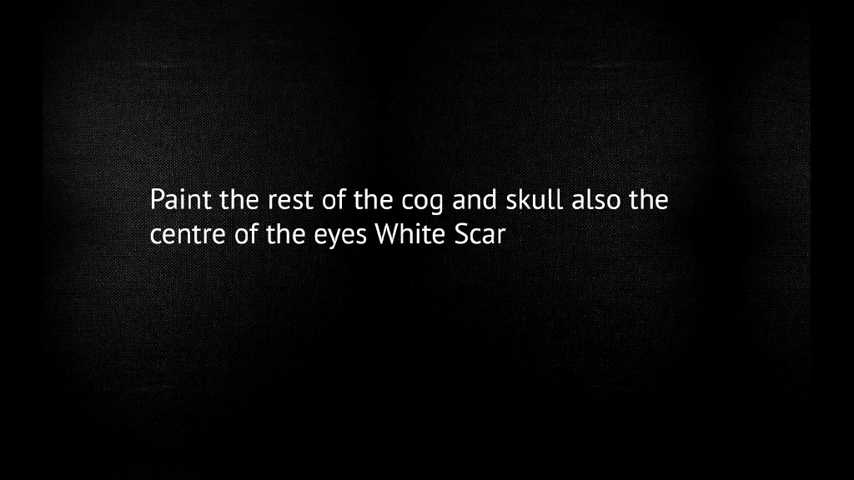 Paint the rest of the cog and skull also the
centre of the eyes White Scar